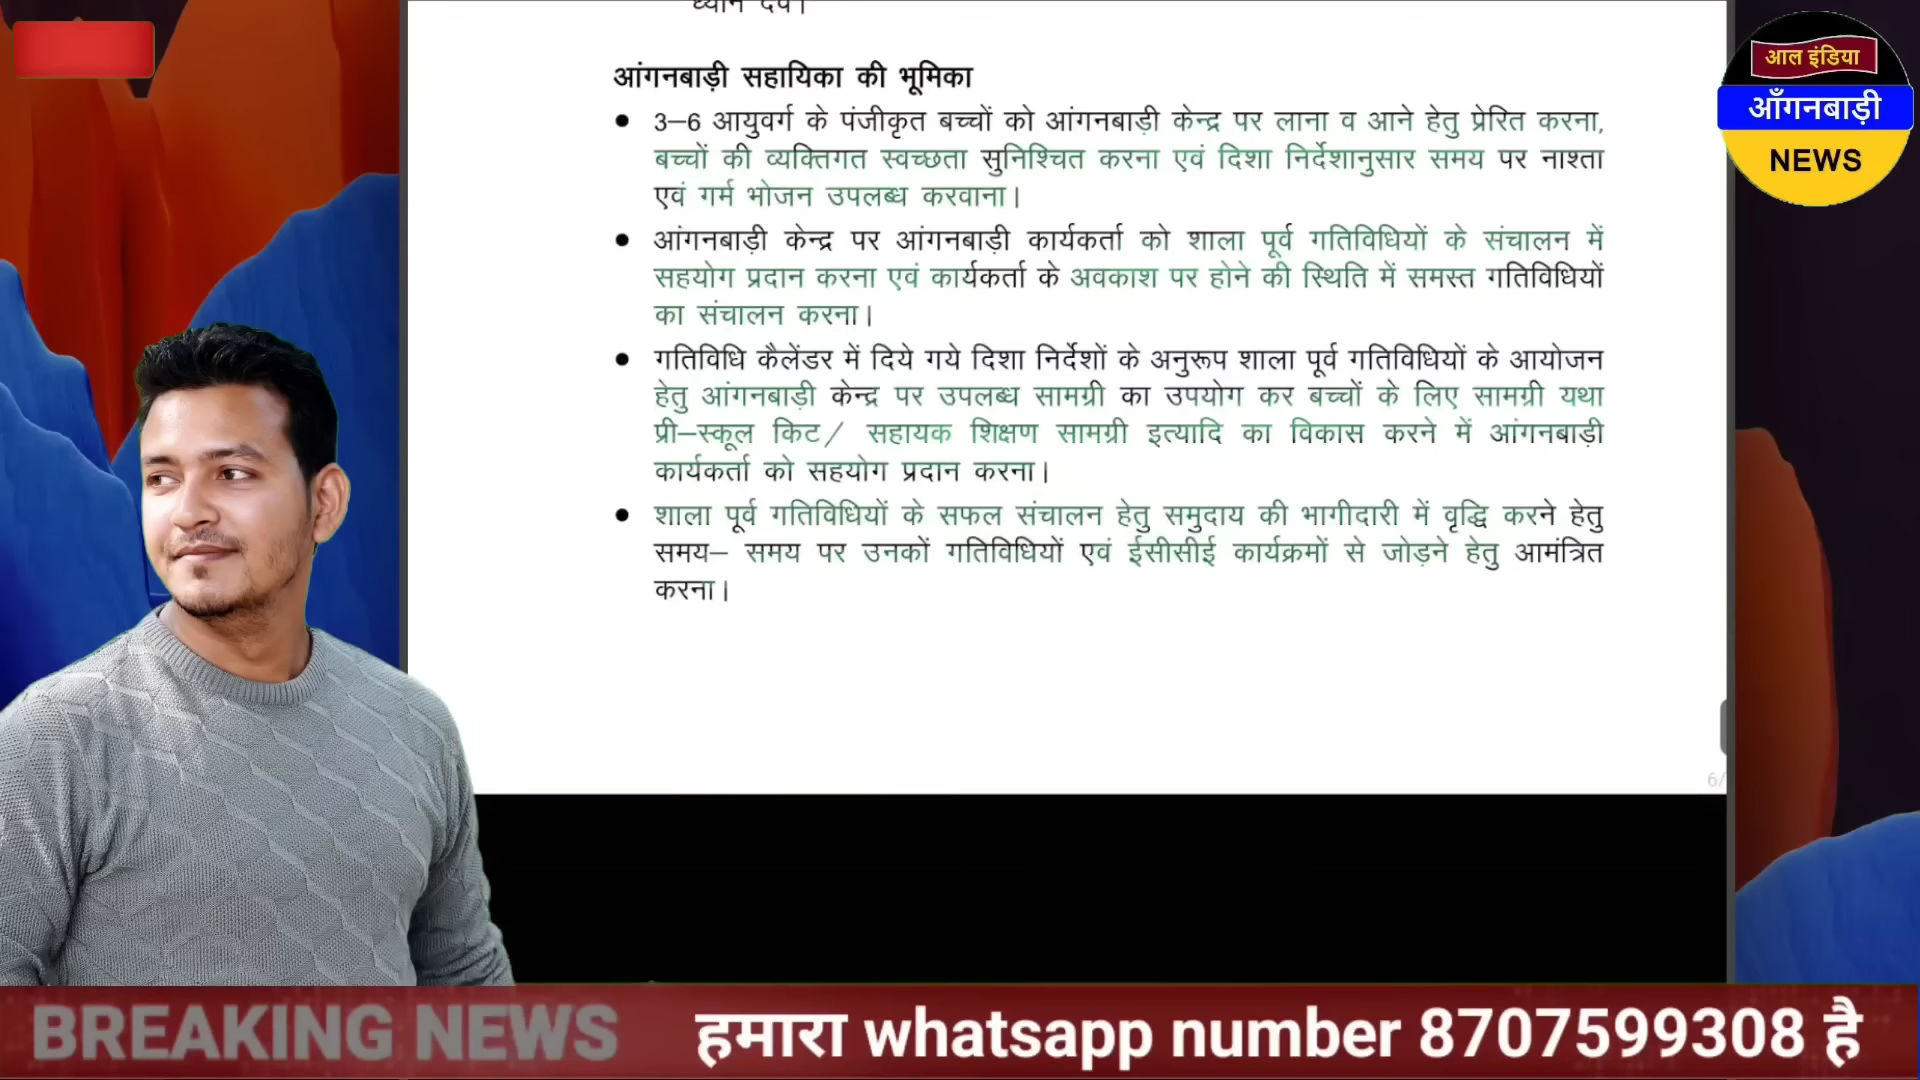 ध्यान देवें।
आल इंडिया
आँगनबाड़ी
NEWS
आंगनबाड़ी सहायिका की भूमिका
● 3–6 आयुवर्ग के पंजीकृत बच्चों को आंगनबाड़ी केन्द्र पर लाना व आने हेतु प्रेरित करना,
बच्चों की व्यक्तिगत स्वच्छता सुनिश्चित करना एवं दिशा निर्देशानुसार समय पर नाश्ता
एवं गर्म भोजन उपलब्ध करवाना।
● आंगनबाड़ी केन्द्र पर आंगनबाड़ी कार्यकर्ता को शाला पूर्व गतिविधियों के संचालन में
सहयोग प्रदान करना एवं कार्यकर्ता के अवकाश पर होने की स्थिति में समस्त गतिविधियों
का संचालन करना।
● गतिविधि कैलेंडर में दिये गये दिशा निर्देशों के अनुरूप शाला पूर्व गतिविधियों के आयोजन
हेतु आंगनबाड़ी केन्द्र पर उपलब्ध सामग्री का उपयोग कर बच्चों के लिए सामग्री यथा
प्री–स्कूल किट/ सहायक शिक्षण सामग्री इत्यादि का विकास करने में आंगनबाड़ी
कार्यकर्ता को सहयोग प्रदान करना।
● शाला पूर्व गतिविधियों के सफल संचालन हेतु समुदाय की भागीदारी में वृद्धि करने हेतु
समय– समय पर उनकों गतिविधियों एवं ईसीसीई कार्यक्रमों से जोड़ने हेतु आमंत्रित
करना।
6/
BREAKING NEWS
हमारा whatsapp number 8707599308 है